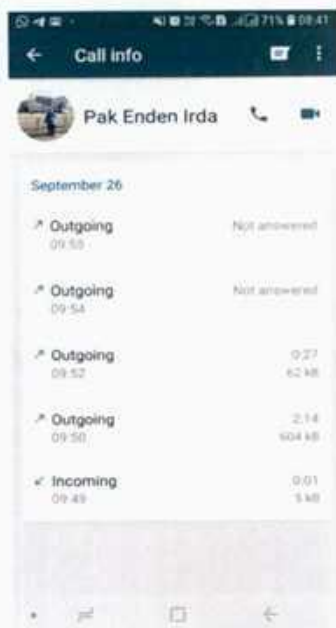 71% 08:41
Call info
Pak Enden Irda
September 26
Outgoing Not answered
Outgoing Not answered
09:54
Outgoing 0:27
09:52 62 kB
Outgoing 2:14
09:50 604 kB
Incoming 0:01
09:49 5 kB